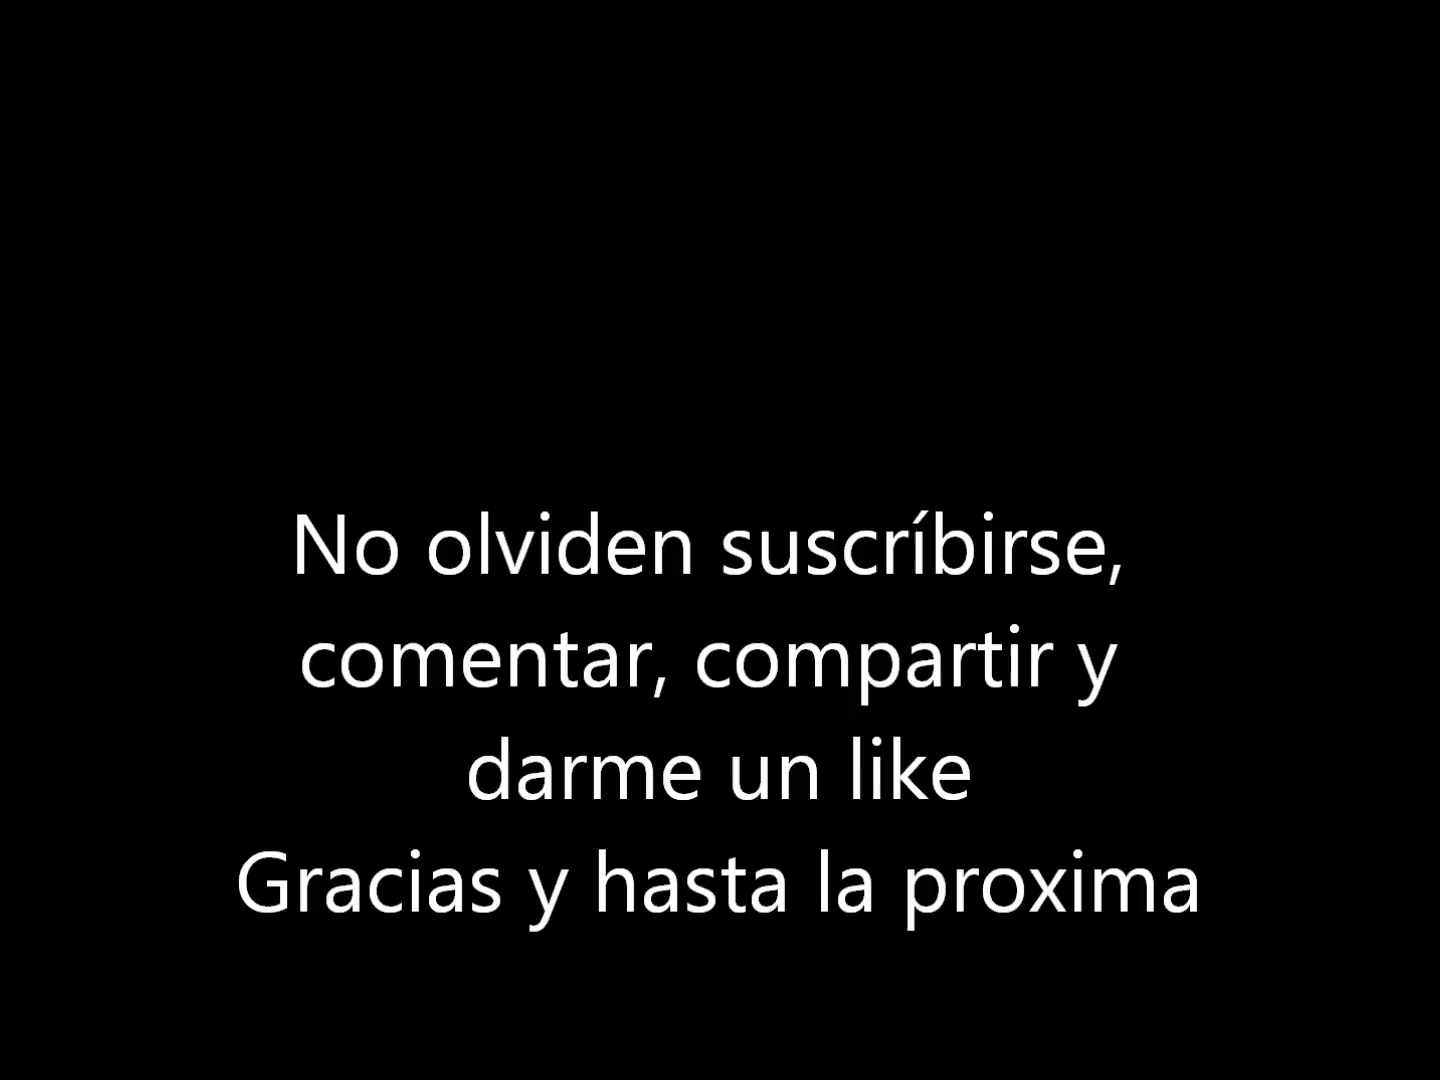 No olviden suscríbirse,
comentar, compartir y
darme un like
Gracias y hasta la proxima